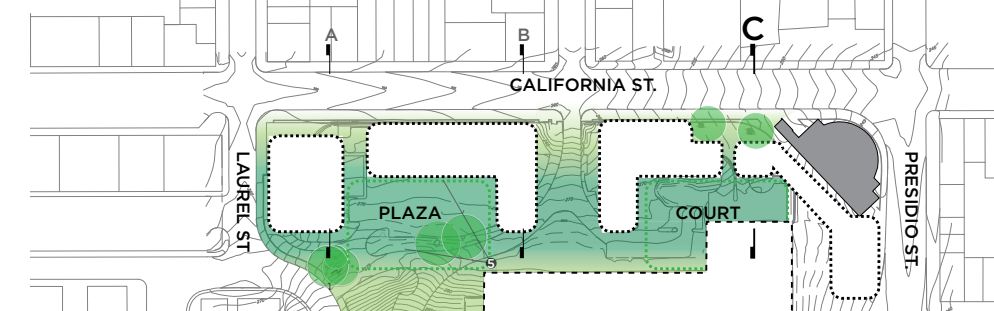 A
B
C
CALIFORNIA ST.
LAUREL ST
PRESIDIO ST.
PLAZA
COURT
5